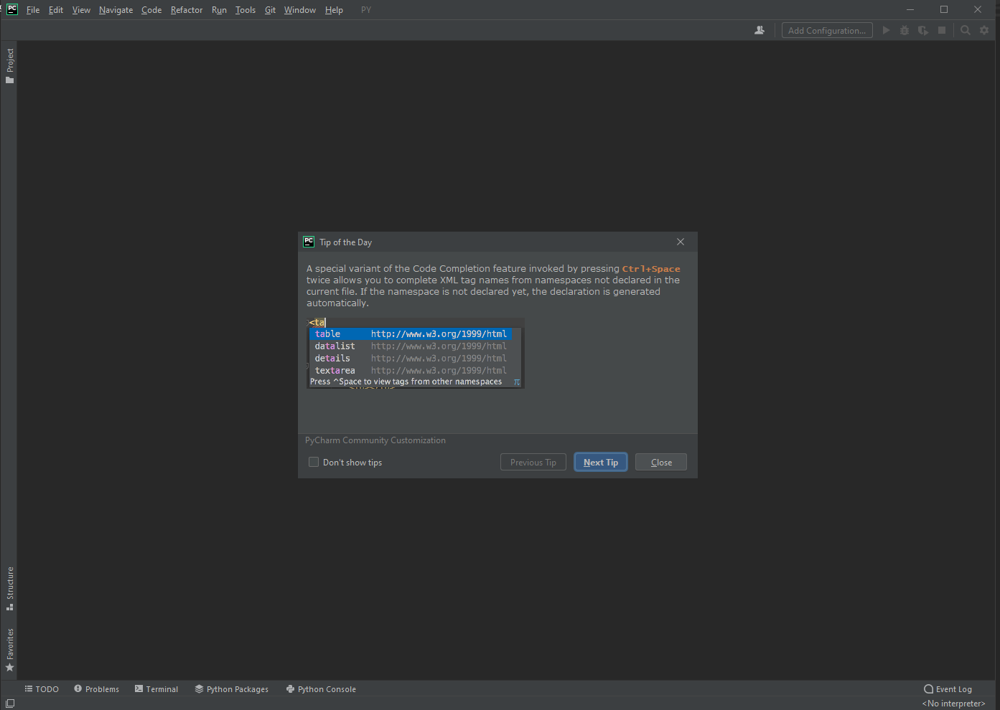 PC File Edit View Navigate Code Refactor Run Tools Git Window Help PY
Add Configuration...
Project
PC Tip of the Day
A special variant of the Code Completion feature invoked by pressing Ctrl+Space
twice allows you to complete XML tag names from namespaces not declared in the
current file. If the namespace is not declared yet, the declaration is generated
automatically.
<ta
table http://www.w3.org/1999/html
datalist http://www.w3.org/1999/html
details http://www.w3.org/1999/html
textarea http://www.w3.org/1999/html
Press ^Space to view tags from other namespaces π
PyCharm Community Customization
Don't show tips Previous Tip Next Tip Close
Structure
Favorites
TODO Problems Terminal Python Packages Python Console Event Log
<No interpreter>